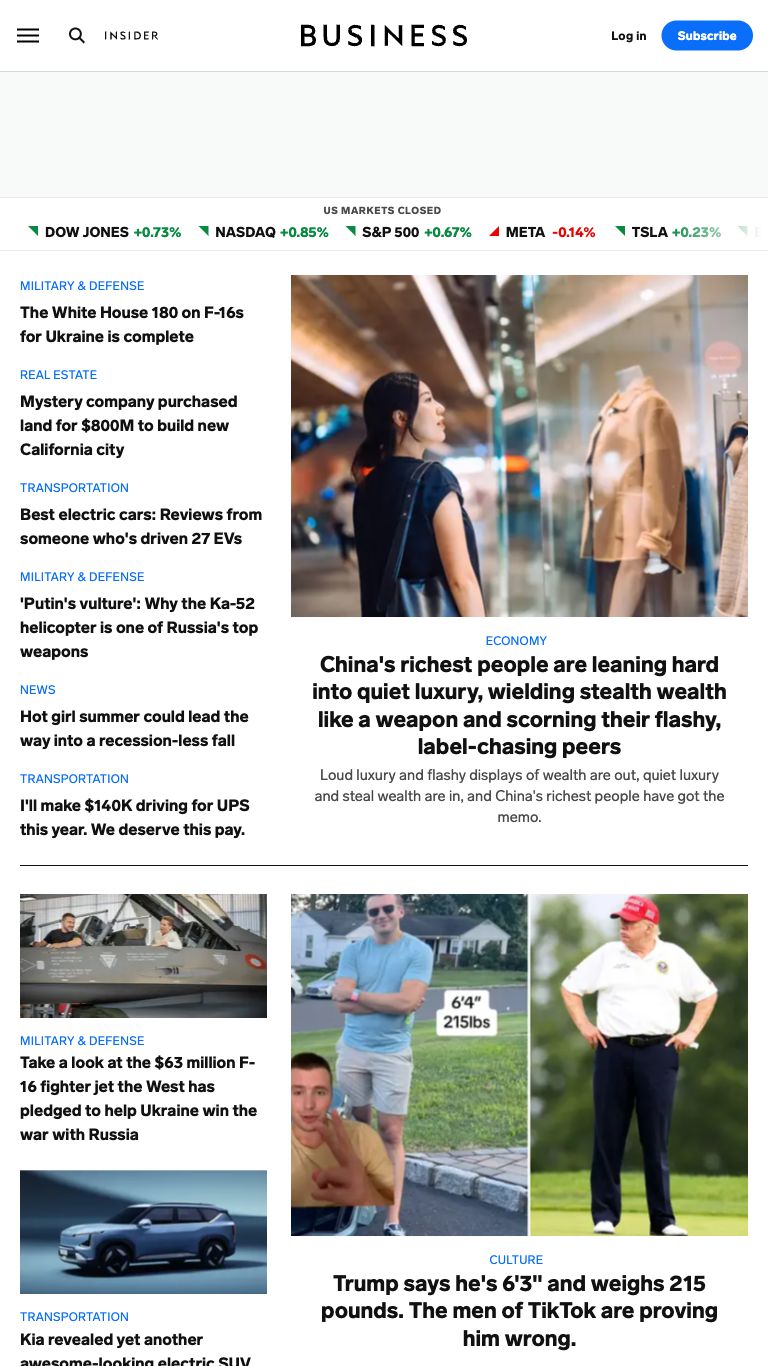 INSIDER
BUSINESS
Log in
Subscribe
US MARKETS CLOSED
DOW JONES +0.73% NASDAQ +0.85% S&P 500 +0.67% META -0.14% TSLA +0.23%
MILITARY & DEFENSE
The White House 180 on F-16s
for Ukraine is complete
REAL ESTATE
Mystery company purchased
land for $800M to build new
California city
TRANSPORTATION
Best electric cars: Reviews from
someone who's driven 27 EVs
MILITARY & DEFENSE
'Putin's vulture': Why the Ka-52
helicopter is one of Russia's top
weapons
NEWS
Hot girl summer could lead the
way into a recession-less fall
TRANSPORTATION
I'll make $140K driving for UPS
this year. We deserve this pay.
ECONOMY
China's richest people are leaning hard
into quiet luxury, wielding stealth wealth
like a weapon and scorning their flashy,
label-chasing peers
Loud luxury and flashy displays of wealth are out, quiet luxury
and steal wealth are in, and China's richest people have got the
memo.
MILITARY & DEFENSE
Take a look at the $63 million F-
16 fighter jet the West has
pledged to help Ukraine win the
war with Russia
TRANSPORTATION
Kia revealed yet another
awesome-looking electric SUV
6'4"
215lbs
CULTURE
Trump says he's 6'3" and weighs 215
pounds. The men of TikTok are proving
him wrong.